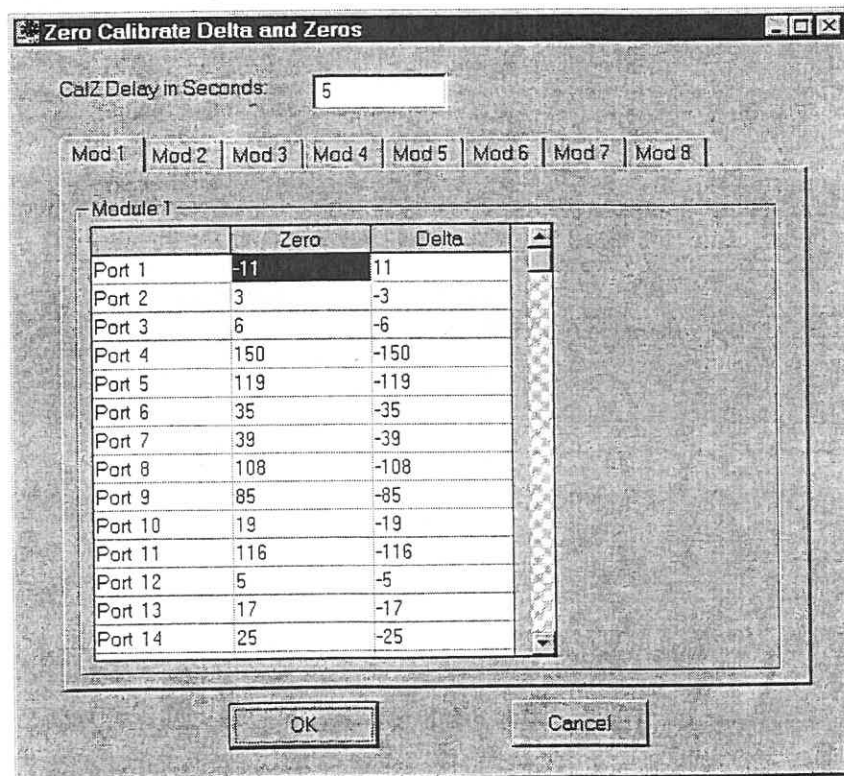 Zero Calibrate Delta and Zeros
CalZ Delay in Seconds: 5
Mod 1 Mod 2 Mod 3 Mod 4 Mod 5 Mod 6 Mod 7 Mod 8
Module 1
Zero Delta
Port 1 -11 11
Port 2 3 -3
Port 3 6 -6
Port 4 150 -150
Port 5 119 -119
Port 6 35 -35
Port 7 39 -39
Port 8 108 -108
Port 9 85 -85
Port 10 19 -19
Port 11 116 -116
Port 12 5 -5
Port 13 17 -17
Port 14 25 -25
OK Cancel